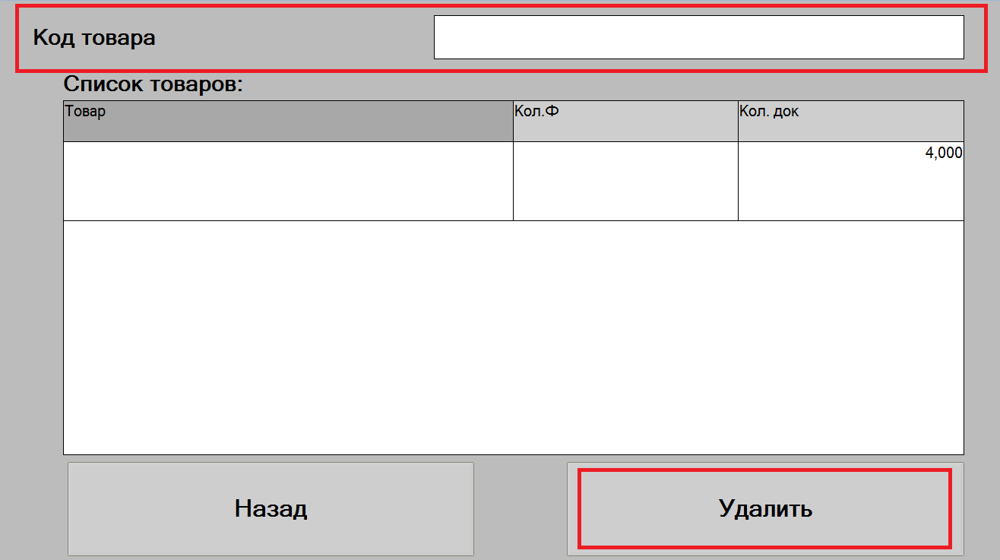 Код товара
Список товаров:
Товар Кол.Ф Кол. док
4,000
Назад Удалить